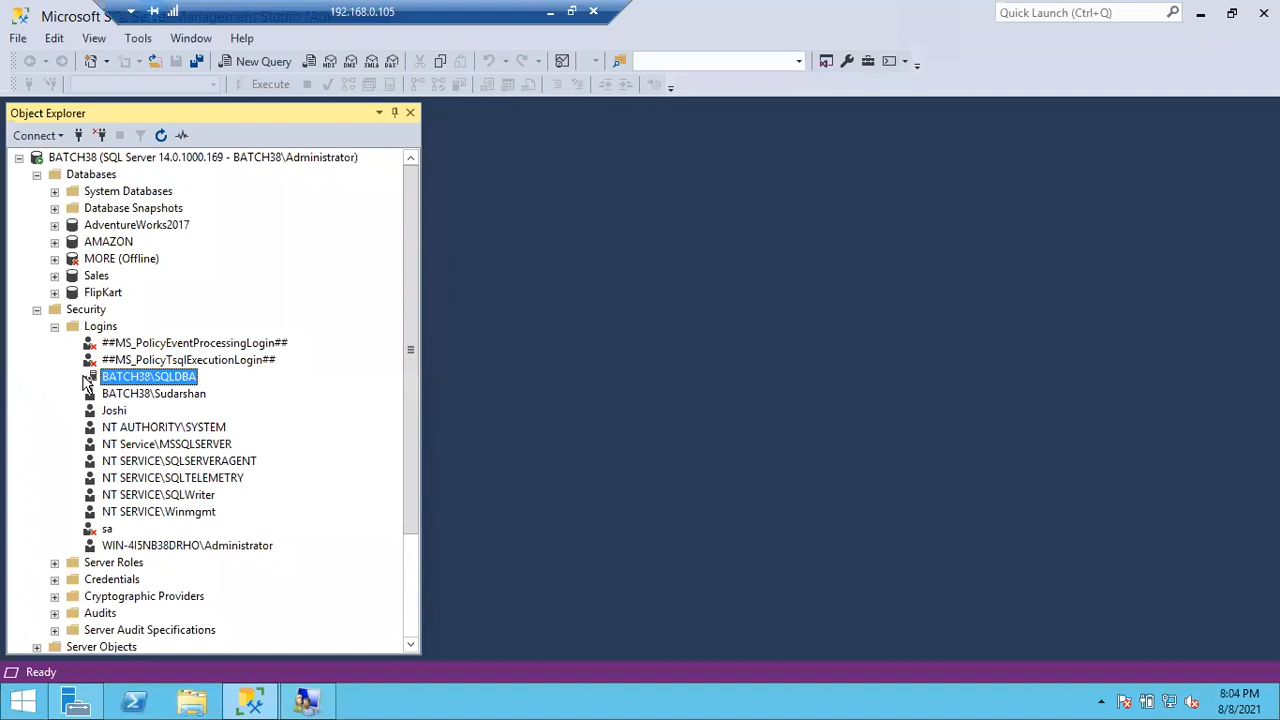 192.168.0.105
Quick Launch (Ctrl+Q)
File Edit View Tools Window Help
New Query
Execute
Object Explorer
Connect
BATCH38 (SQL Server 14.0.1000.169 - BATCH38\Administrator)
Databases
System Databases
Database Snapshots
AdventureWorks2017
AMAZON
MORE (Offline)
Sales
FlipKart
Security
Logins
##MS_PolicyEventProcessingLogin##
##MS_PolicyTsqlExecutionLogin##
BATCH38\SQLDBA
BATCH38\Sudarshan
Joshi
NT AUTHORITY\SYSTEM
NT Service\MSSQLSERVER
NT SERVICE\SQLSERVERAGENT
NT SERVICE\SQLTELEMETRY
NT SERVICE\SQLWriter
NT SERVICE\Winmgmt
sa
WIN-4I5NB38DRHO\Administrator
Server Roles
Credentials
Cryptographic Providers
Audits
Server Audit Specifications
Server Objects
Ready
8:04 PM
8/8/2021